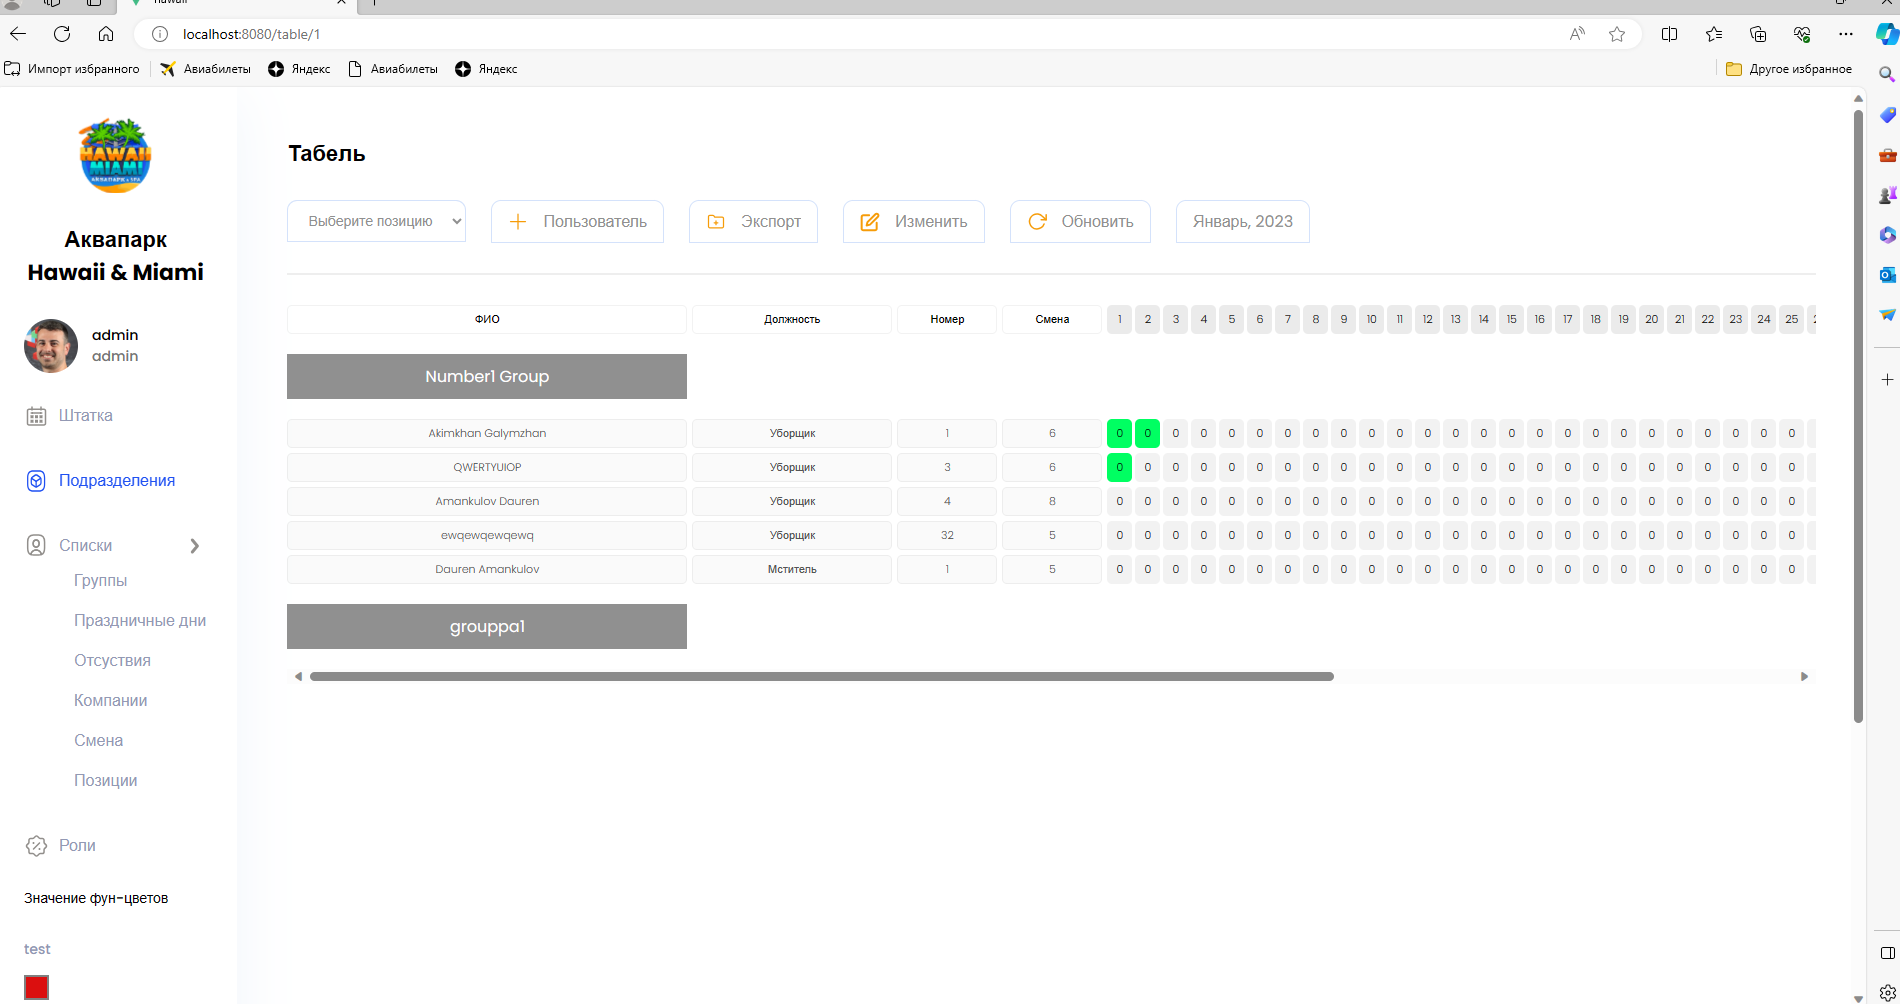 localhost:8080/table/1
Импорт избранного
Авиабилеты
Яндекс
Авиабилеты
Яндекс
Другое избранное
HAWAII
MIAMI
АКВАПАРК & SPA
Аквапарк
Hawaii & Miami
admin
admin
Штатка
Подразделения
Списки
Группы
Праздничные дни
Отсуствия
Компании
Смена
Позиции
Роли
Значение фун-цветов
test
Табель
Выберите позицию
Пользователь
Экспорт
Изменить
Обновить
Январь, 2023
ФИО Должность Номер Смена 1 2 3 4 5 6 7 8 9 10 11 12 13 14 15 16 17 18 19 20 21 22 23 24 25
Number1 Group
Akimkhan Galymzhan Уборщик 1 6 0 0 0 0 0 0 0 0 0 0 0 0 0 0 0 0 0 0 0 0 0 0 0 0 0
QWERTYUIOP Уборщик 3 6 0 0 0 0 0 0 0 0 0 0 0 0 0 0 0 0 0 0 0 0 0 0 0 0 0
Amankulov Dauren Уборщик 4 8 0 0 0 0 0 0 0 0 0 0 0 0 0 0 0 0 0 0 0 0 0 0 0 0 0
ewqewqewqewq Уборщик 32 5 0 0 0 0 0 0 0 0 0 0 0 0 0 0 0 0 0 0 0 0 0 0 0 0 0
Dauren Amankulov Мститель 1 5 0 0 0 0 0 0 0 0 0 0 0 0 0 0 0 0 0 0 0 0 0 0 0 0 0
grouppa1